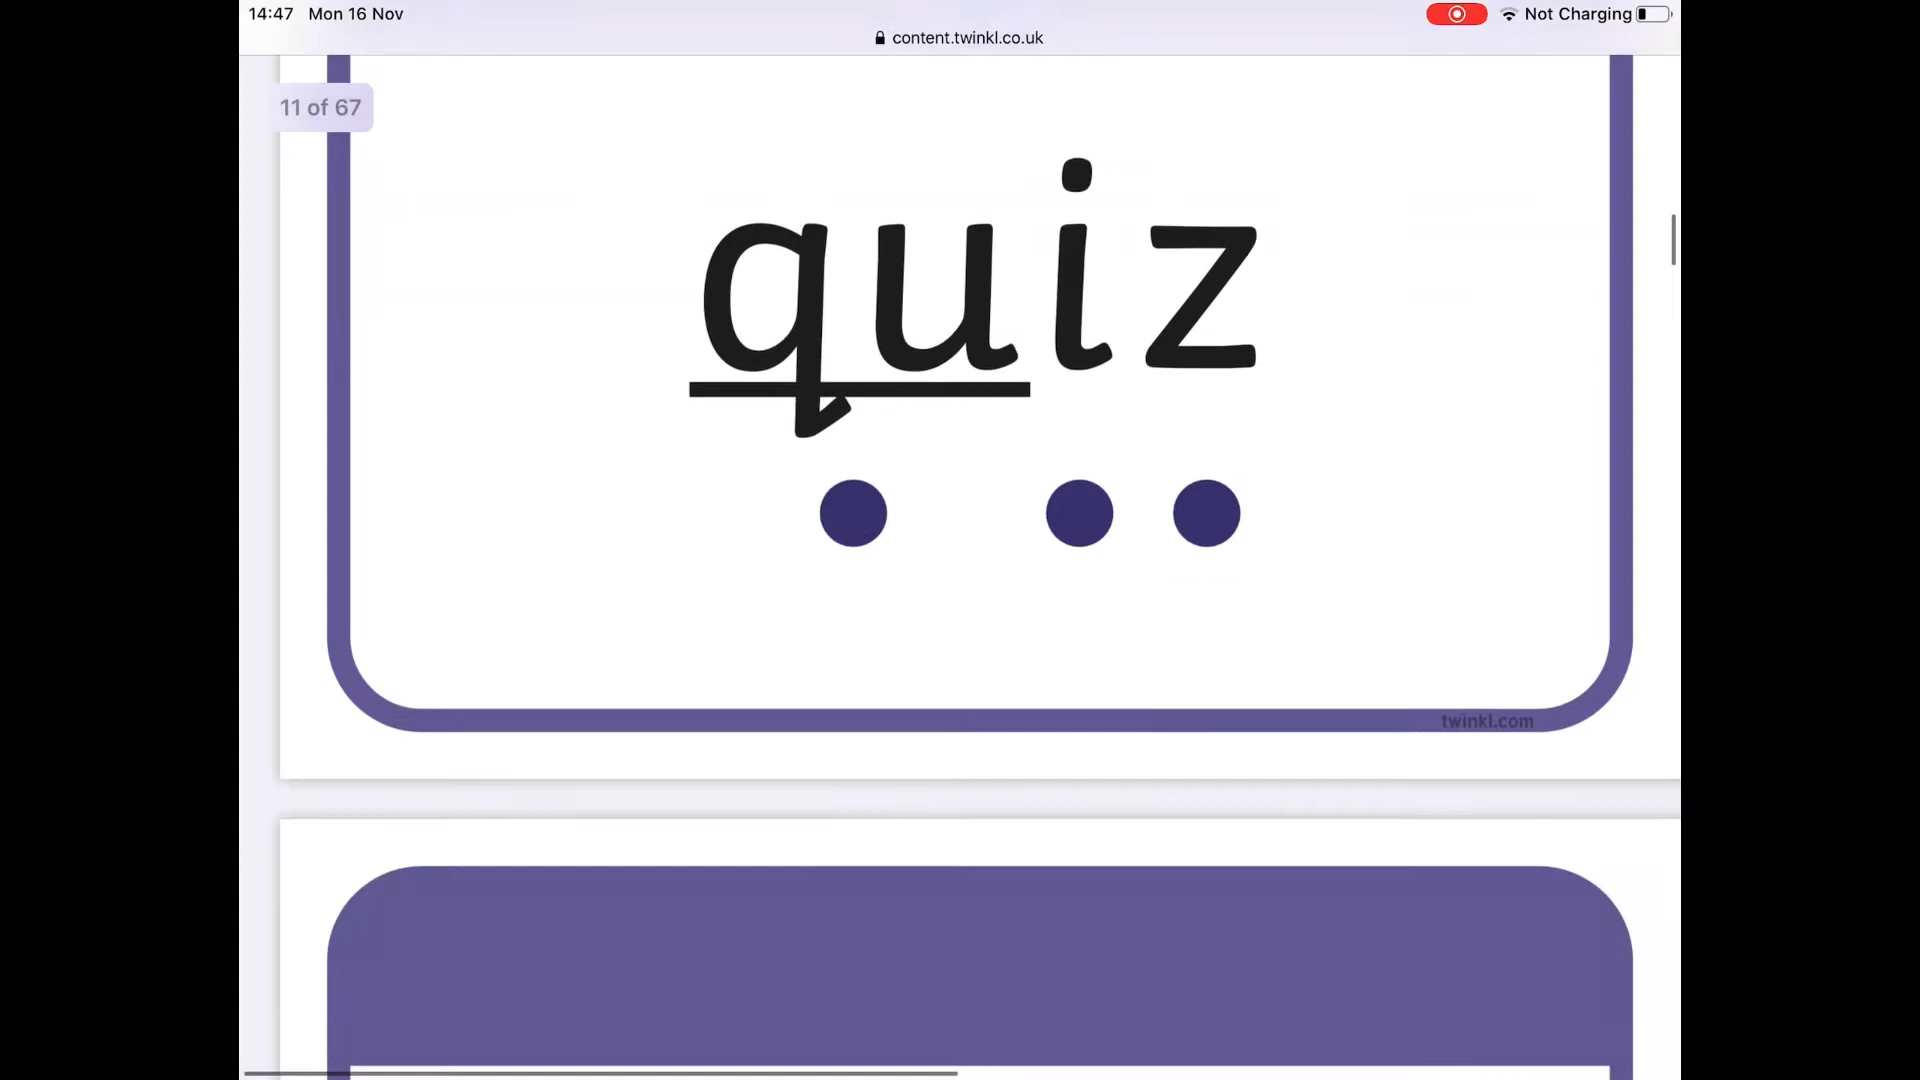 14:47 Mon 16 Nov
Not Charging
content.twinkl.co.uk
11 of 67
quiz
twinkl.com